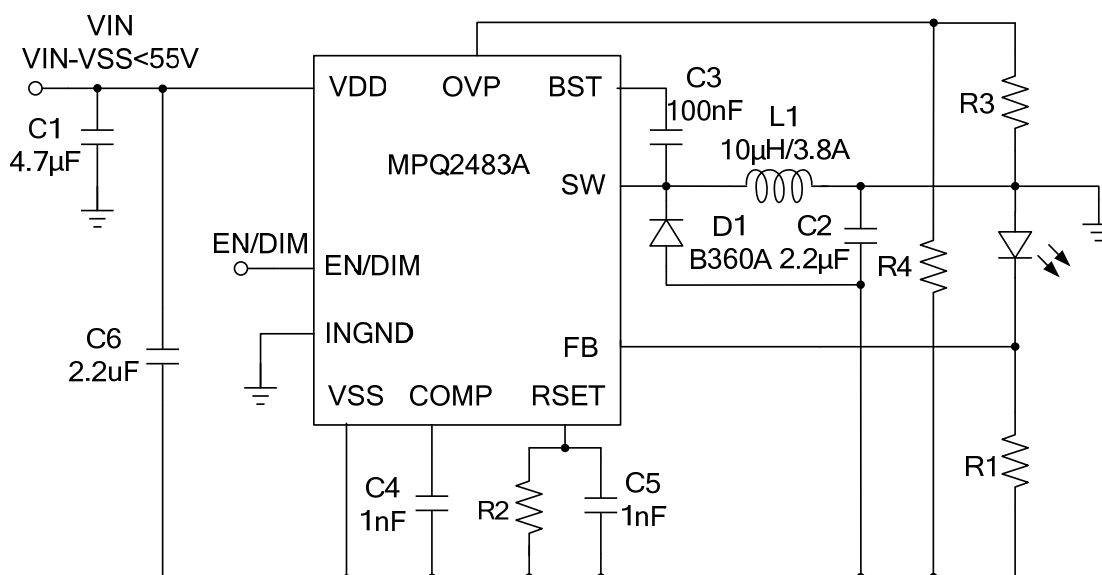 VIN
VIN-VSS<55V
VDD
OVP
BST
C3
100nF
R3
C1
4.7µF
MPQ2483A
L1
10µH/3.8A
SW
EN/DIM
EN/DIM
D1
B360A
C2
2.2µF
R4
INGND
C6
2.2uF
FB
VSS
COMP
RSET
C4
1nF
R2
C5
1nF
R1